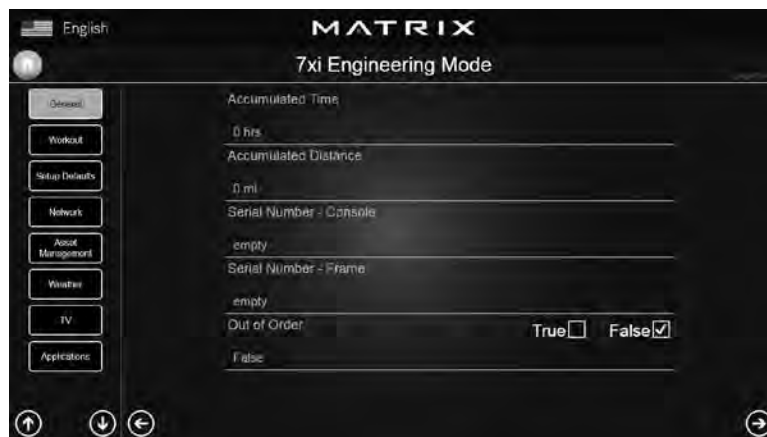 English
MATRIX
7xi Engineering Mode
General
Workout
Setup Defaults
Network
Asset
Management
Weather
TV
Applications
Accumulated Time
0 hrs
Accumulated Distance
0 mi
Serial Number - Console
empty
Serial Number - Frame
empty
Out of Order
True False
False